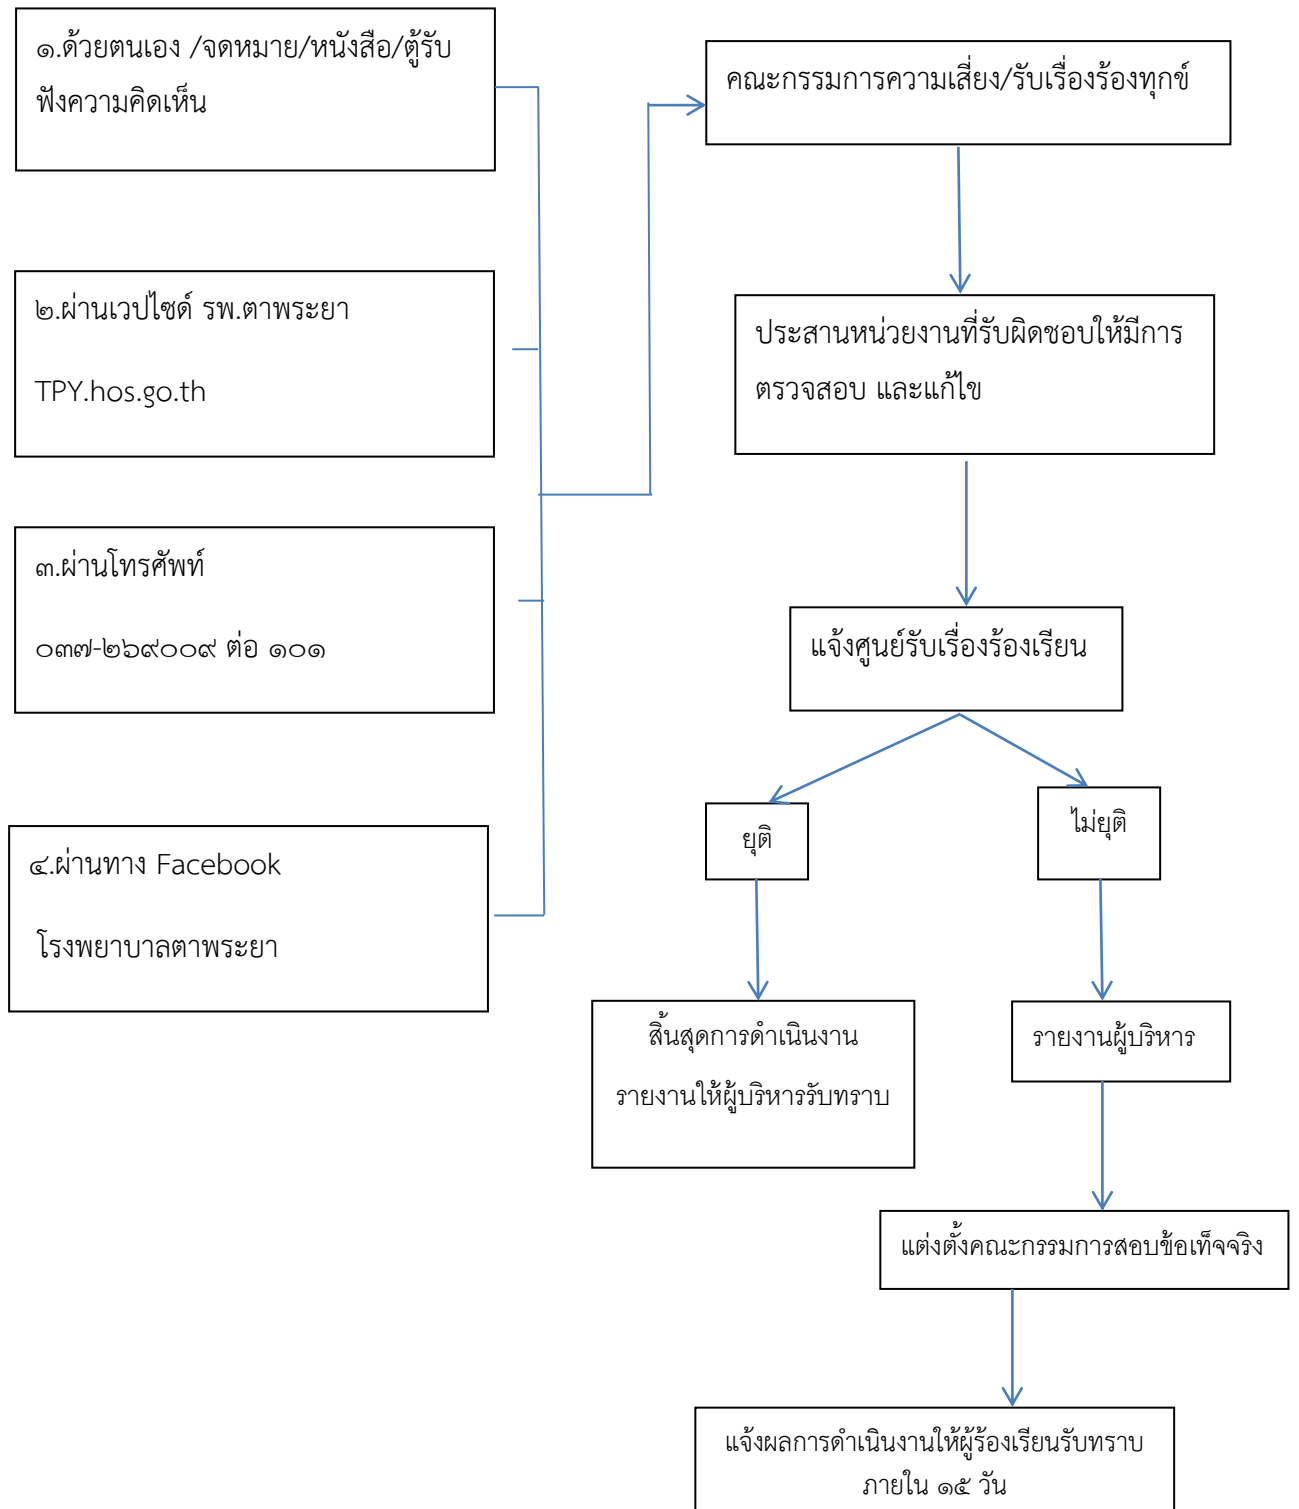 ๑.ด้วยตนเอง /จดหมาย/หนังสือ/ตู้รับ
ฟังความคิดเห็น
๒.ผ่านเวปไซด์ รพ.ตาพระยา
TPY.hos.go.th
๓.ผ่านโทรศัพท์
๐๓๗-๒๖๙๐๐๙ ต่อ ๑๐๑
๔.ผ่านทาง Facebook
โรงพยาบาลตาพระยา
คณะกรรมการความเสี่ยง/รับเรื่องร้องทุกข์
ประสานหน่วยงานที่รับผิดชอบให้มีการ
ตรวจสอบ และแก้ไข
แจ้งศูนย์รับเรื่องร้องเรียน
ยุติ
ไม่ยุติ
สิ้นสุดการดำเนินงาน
รายงานให้ผู้บริหารรับทราบ
รายงานผู้บริหาร
แต่งตั้งคณะกรรมการสอบข้อเท็จจริง
แจ้งผลการดำเนินงานให้ผู้ร้องเรียนรับทราบ
ภายใน ๑๕ วัน